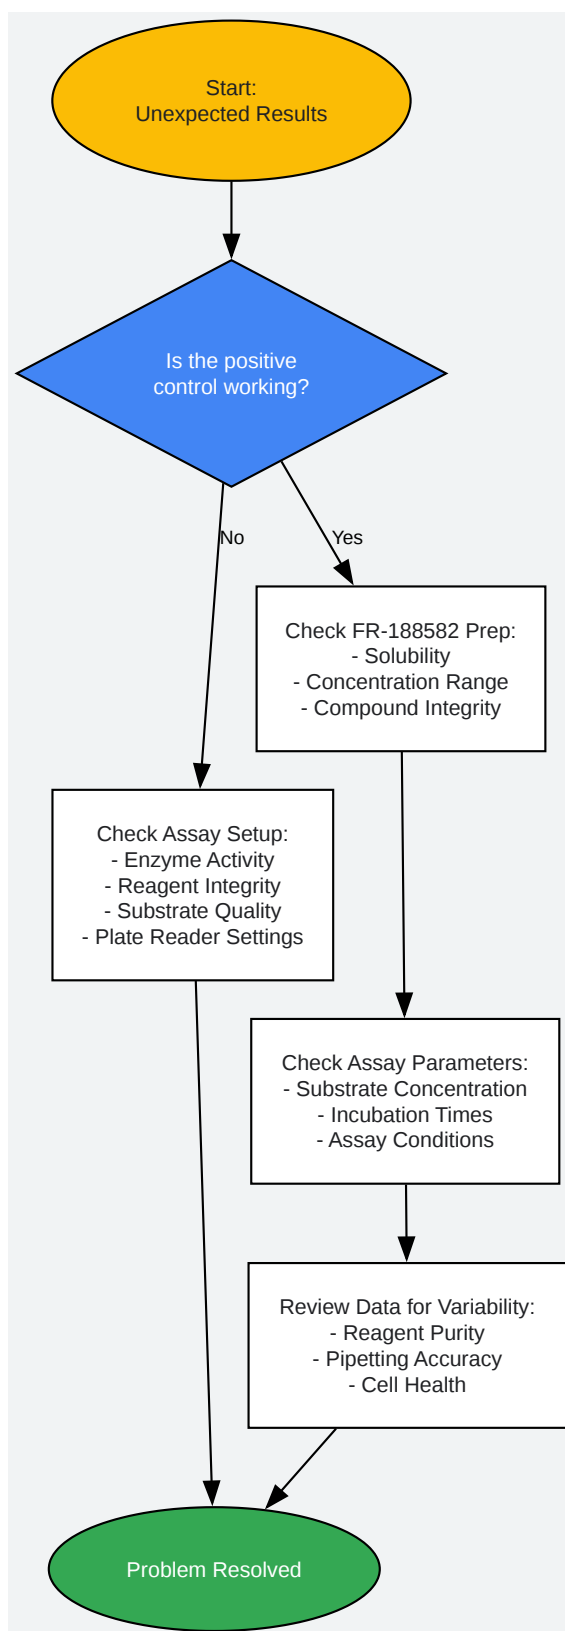 Start:
Unexpected Results
Is the positive
control working?
No
Yes
Check FR-188582 Prep:
- Solubility
- Concentration Range
- Compound Integrity
Check Assay Setup:
- Enzyme Activity
- Reagent Integrity
- Substrate Quality
- Plate Reader Settings
Check Assay Parameters:
- Substrate Concentration
- Incubation Times
- Assay Conditions
Review Data for Variability:
- Reagent Purity
- Pipetting Accuracy
- Cell Health
Problem Resolved